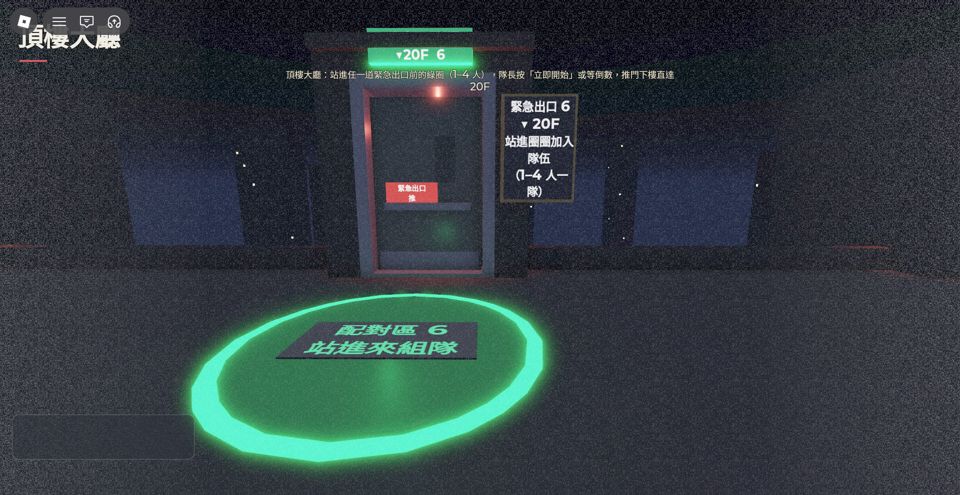 頂樓大廳
▼20F 6
頂樓大廳：站進任一道緊急出口前的綠圈（1–4 人），隊長按「立即開始」或等倒數，推門下樓直達
20F
緊急出口 6
▼ 20F
站進圈圈加入
隊伍
（1–4 人一
隊）
緊急出口
推
配對區 6
站進來組隊